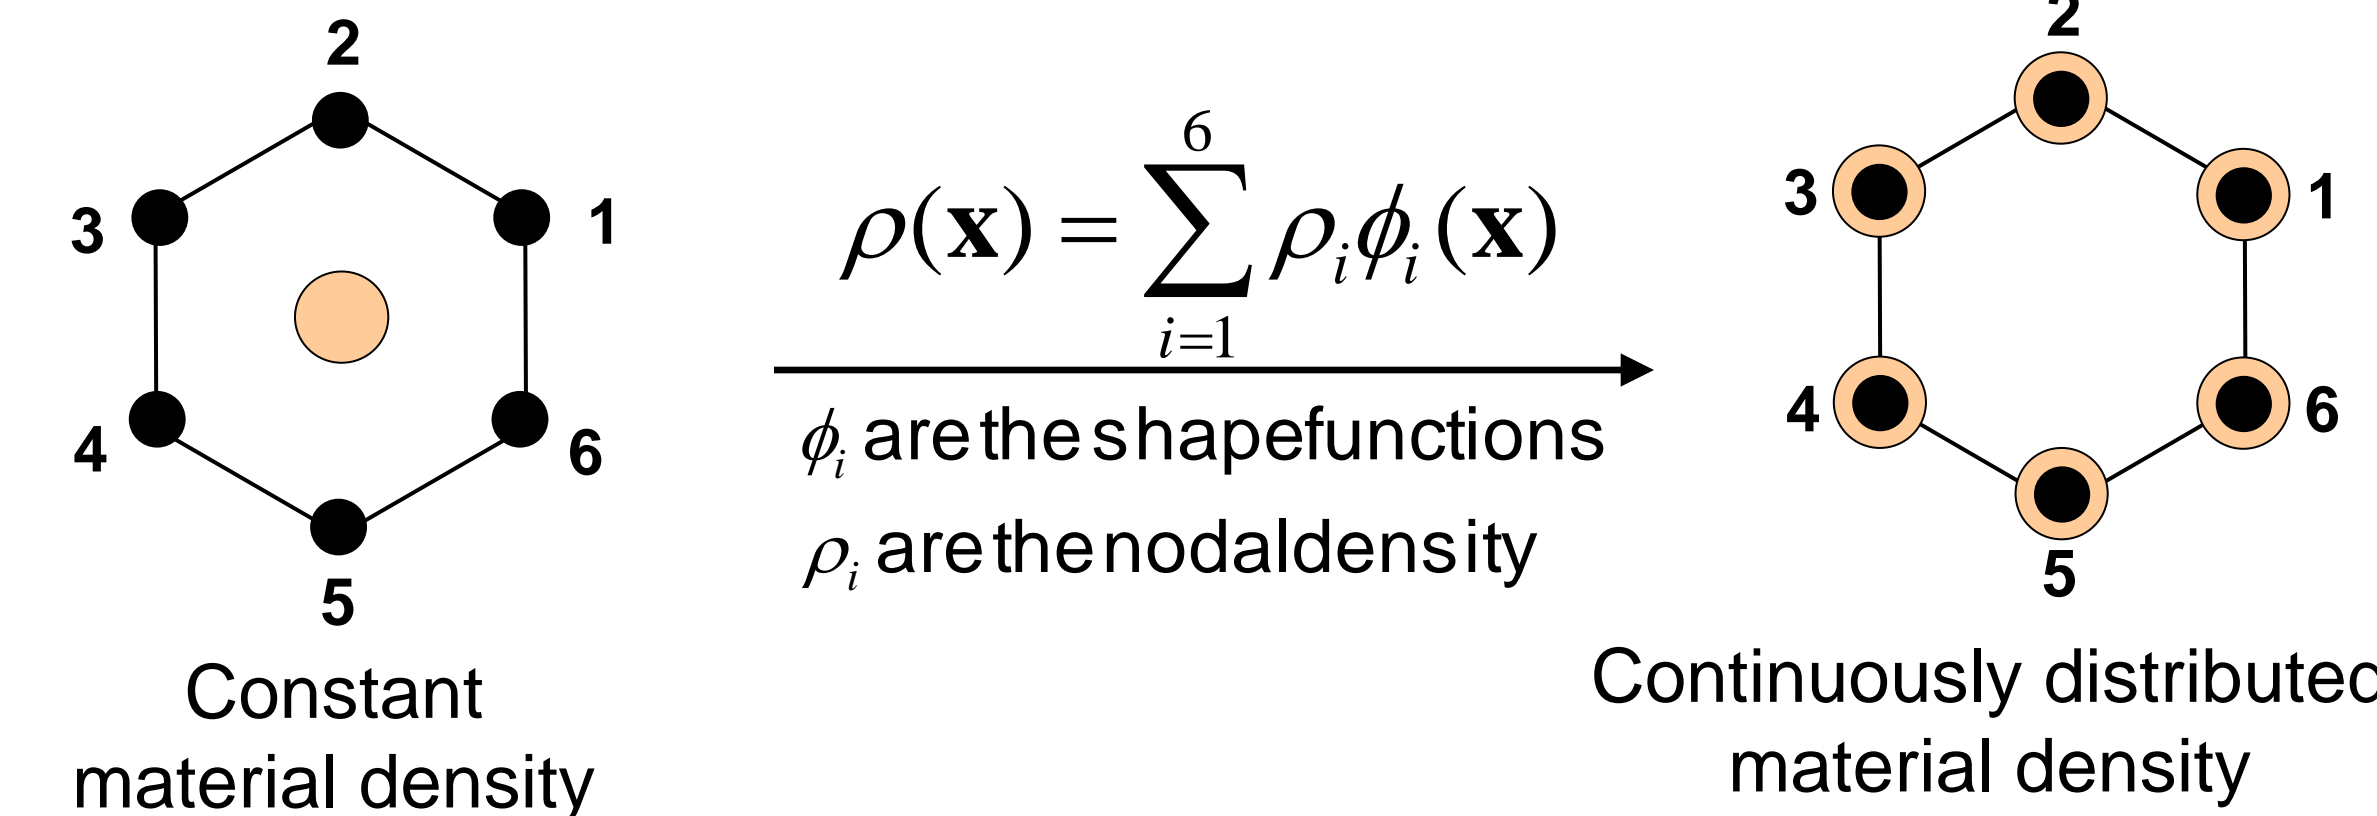 2
3
1
4
6
5
Constant
material density
ρ(x) = ∑_{i=1}^{6} ρ_i ϕ_i (x)
ϕ_i are the shape functions
ρ_i are the nodal density
2
3
1
4
6
5
Continuously distributed
material density